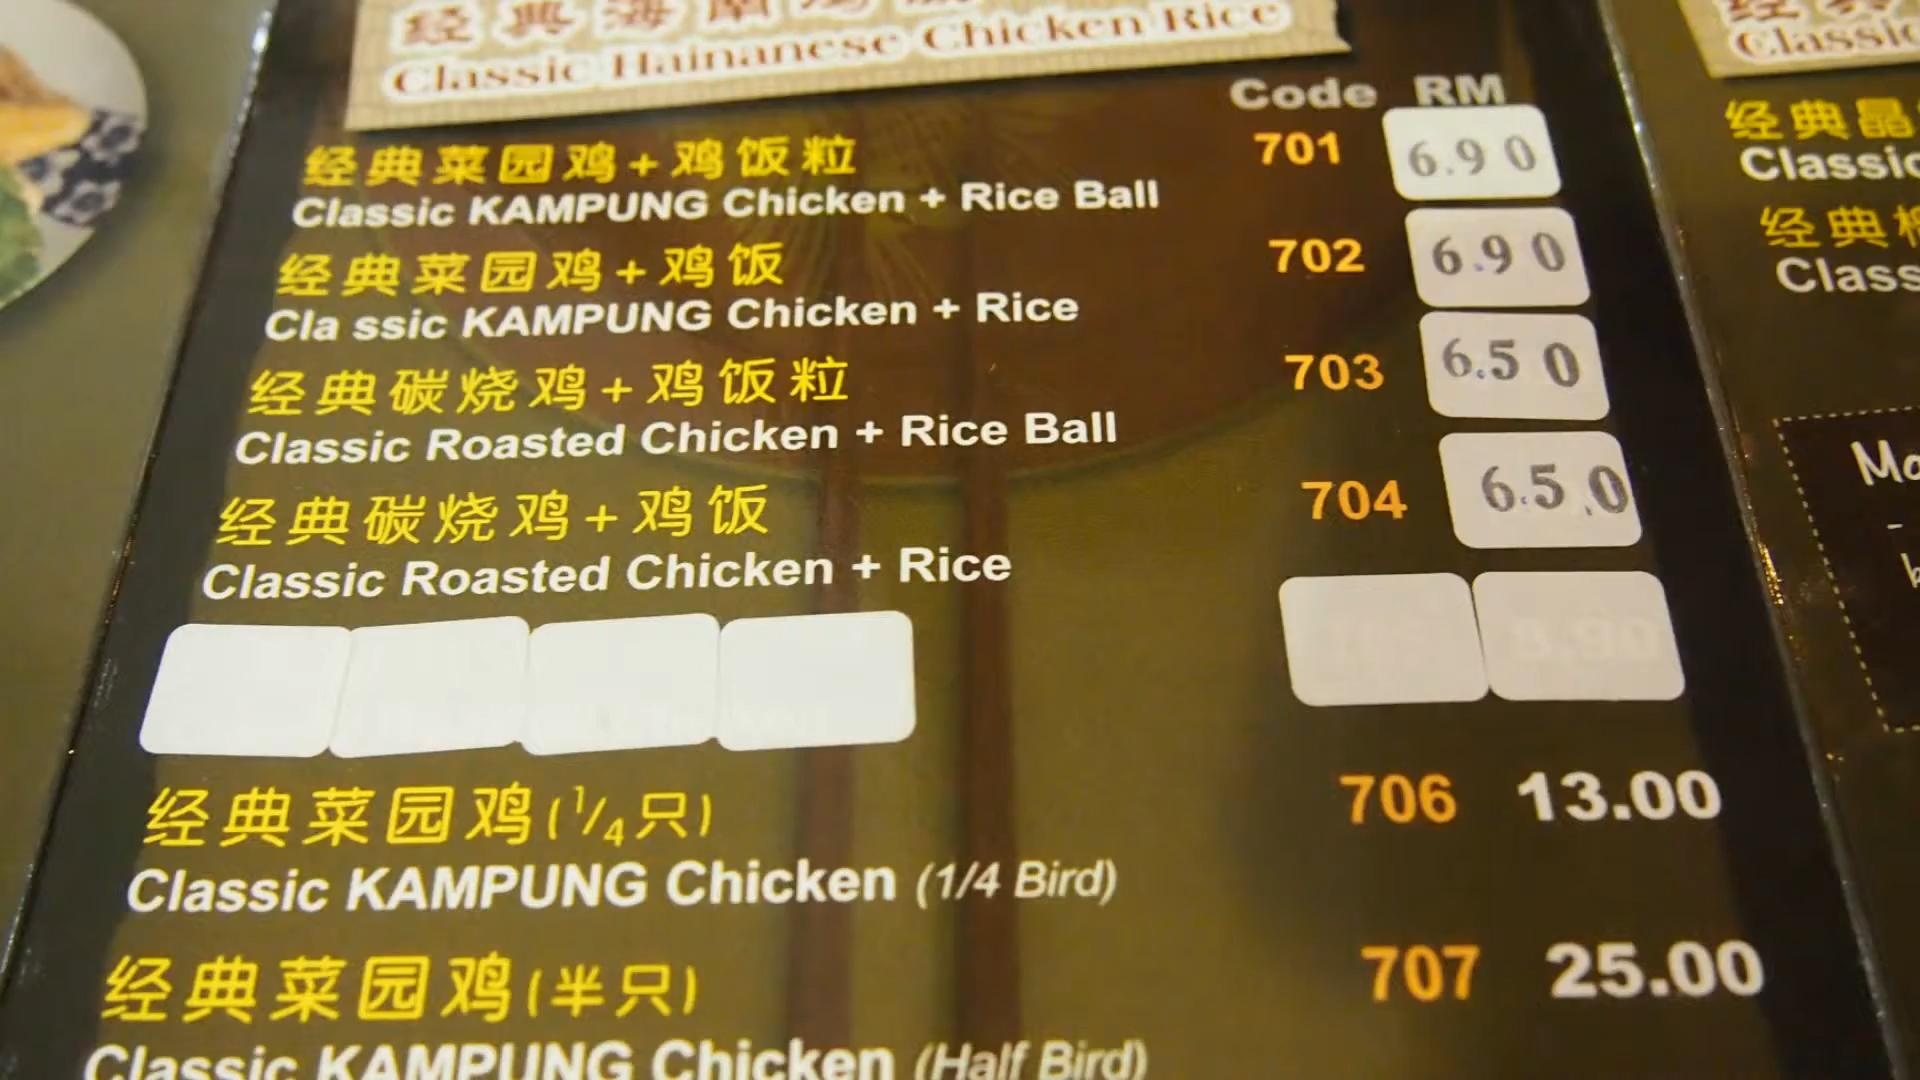 经典海
Classic Hainanese Chicken Rice
Code RM
经典菜园鸡+鸡饭粒 701 6.90
Classic KAMPUNG Chicken + Rice Ball
经典菜园鸡+鸡饭 702 6.90
Cla ssic KAMPUNG Chicken + Rice
经典碳烧鸡+鸡饭粒 703 6.50
Classic Roasted Chicken + Rice Ball
经典碳烧鸡+鸡饭 704 6.50
Classic Roasted Chicken + Rice
经典菜园鸡(1/4只) 706 13.00
Classic KAMPUNG Chicken (1/4 Bird)
经典菜园鸡(半只) 707 25.00
Classic KAMPUNG Chicken (Half Bird)
经典
Classic
经典晶
Classic
经典
Class